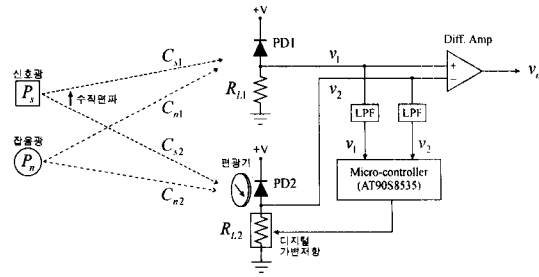 +V
PD1
Diff. Amp
신호광
P_s
수직편파
C_s1
C_n1
C_s2
C_n2
R_L1
v_1
v_2
+
−
v_o
LPF
LPF
v_1
v_2
잡음광
P_n
편광기
+V
PD2
R_L2
디지털
가변저항
Micro-controller
(AT90S8535)